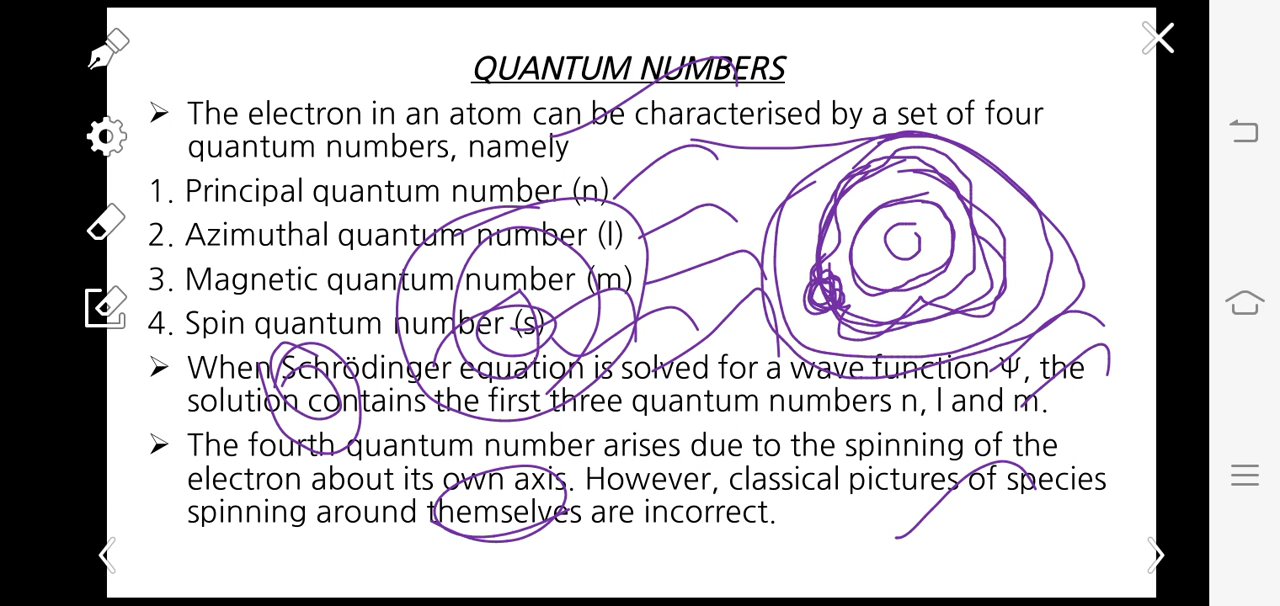 QUANTUM NUMBERS
➢ The electron in an atom can be characterised by a set of four
quantum numbers, namely
1. Principal quantum number (n)
2. Azimuthal quantum number (l)
3. Magnetic quantum number (m)
4. Spin quantum number (s)
➢ When Schrödinger equation is solved for a wave function Ψ, the
solution contains the first three quantum numbers n, l and m.
➢ The fourth quantum number arises due to the spinning of the
electron about its own axis. However, classical pictures of species
spinning around themselves are incorrect.